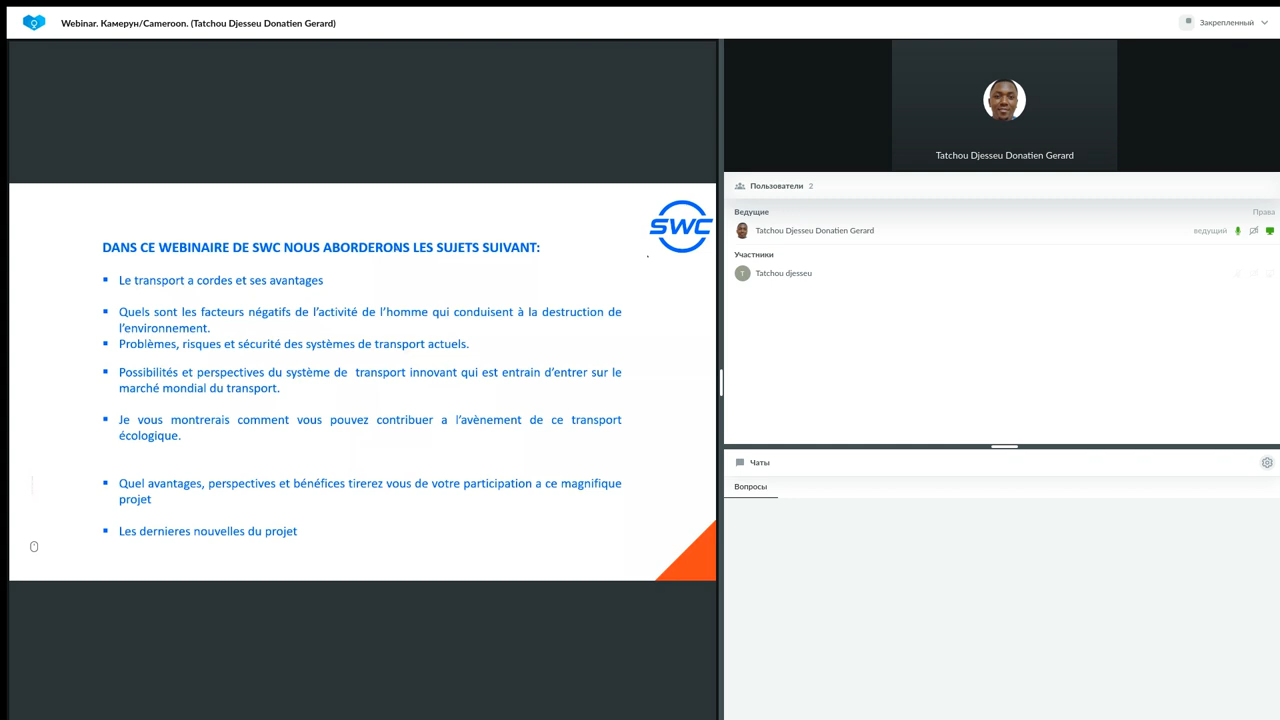 Webinar. Камерун/Cameroon. (Tatchou Djesseu Donatien Gerard)
Закрепленный
SWC
DANS CE WEBINAIRE DE SWC NOUS ABORDERONS LES SUJETS SUIVANT:
Le transport a cordes et ses avantages
Quels sont les facteurs négatifs de l'activité de l'homme qui conduisent à la destruction de
l'environnement.
Problèmes, risques et sécurité des systèmes de transport actuels.
Possibilités et perspectives du système de transport innovant qui est entrain d'entrer sur le
marché mondial du transport.
Je vous montrerais comment vous pouvez contribuer a l'avènement de ce transport
écologique.
Quel avantages, perspectives et bénéfices tirerez vous de votre participation a ce magnifique
projet
Les dernieres nouvelles du projet
Tatchou Djesseu Donatien Gerard
Пользователи 2
Ведущие Права
Tatchou Djesseu Donatien Gerard ведущий
Участники
T Tatchou djesseu
Чаты
Вопросы